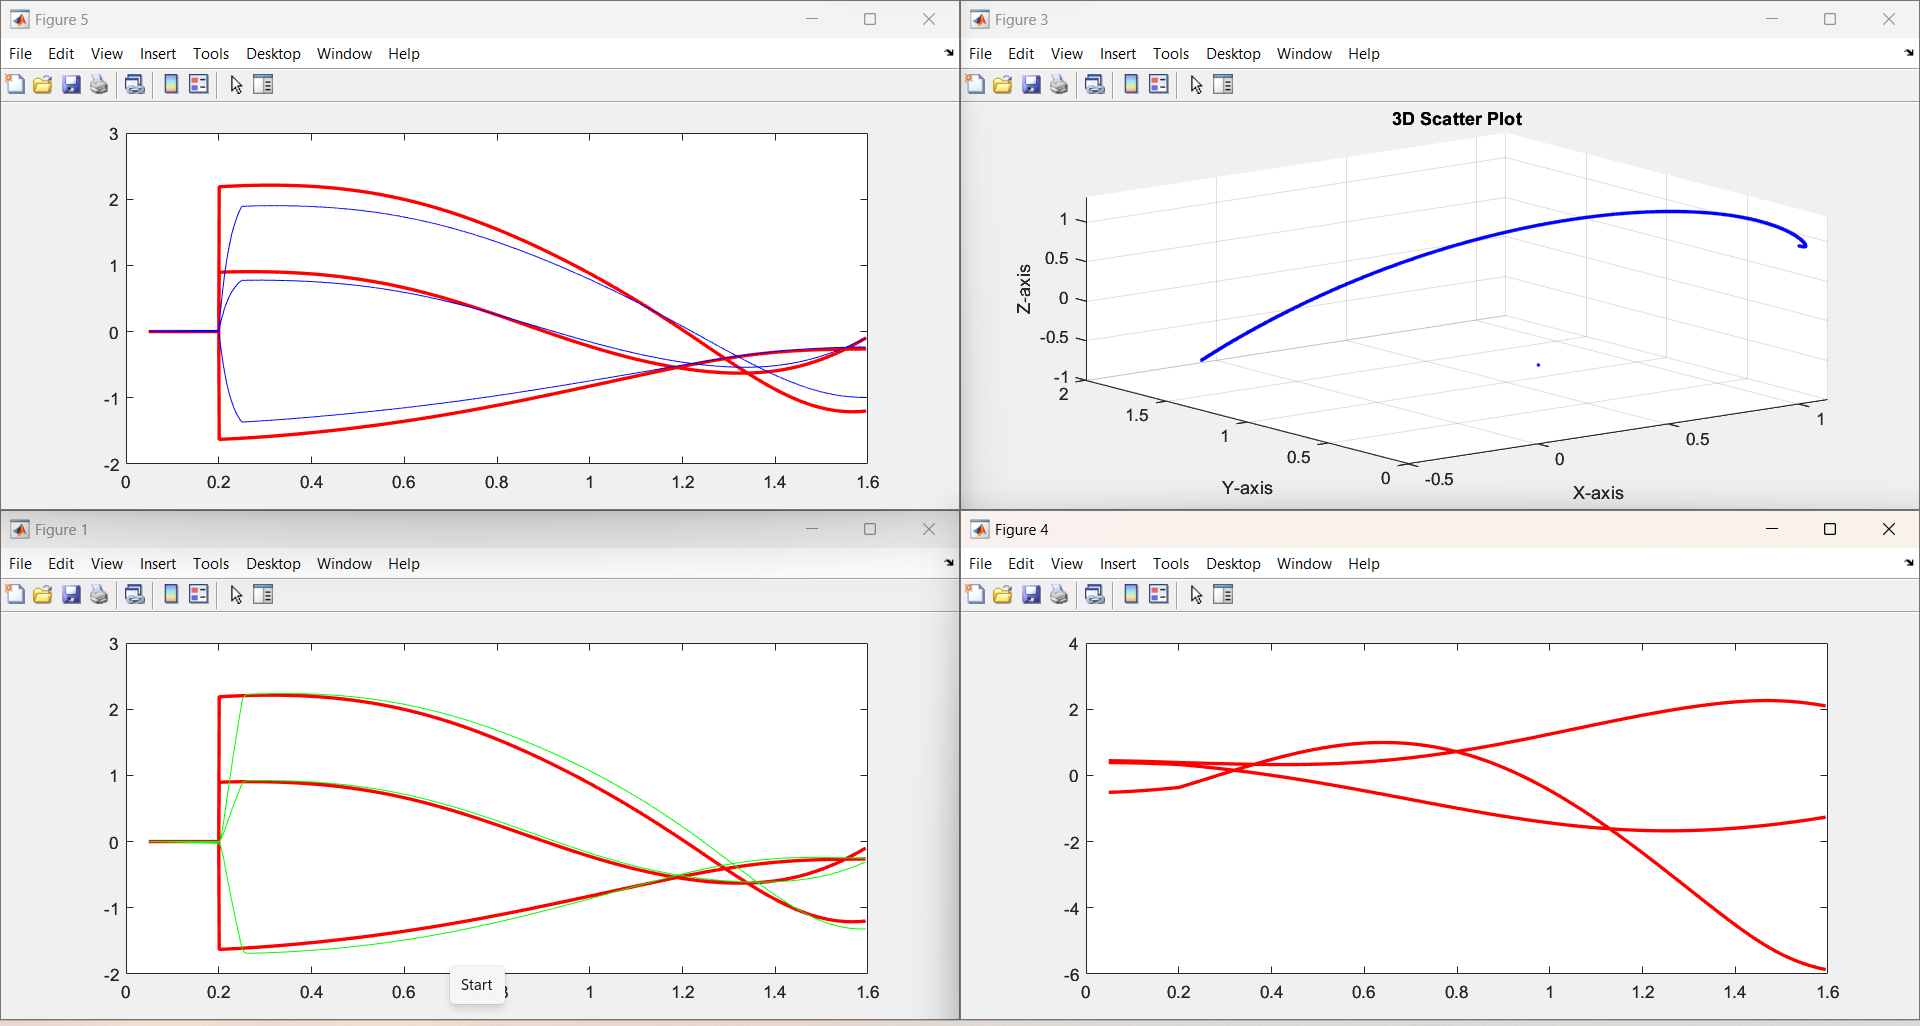 Figure 5
File Edit View Insert Tools Desktop Window Help
3
2
1
0
-1
-2
0 0.2 0.4 0.6 0.8 1 1.2 1.4 1.6
Figure 3
File Edit View Insert Tools Desktop Window Help
3D Scatter Plot
Z-axis
1
0.5
0
-0.5
-1
2
1.5
1
0.5
0
Y-axis
-0.5
0
0.5
1
X-axis
Figure 1
File Edit View Insert Tools Desktop Window Help
3
2
1
0
-1
-2
0 0.2 0.4 0.6 1 1.2 1.4 1.6
Start
Figure 4
File Edit View Insert Tools Desktop Window Help
4
2
0
-2
-4
-6
0 0.2 0.4 0.6 0.8 1 1.2 1.4 1.6